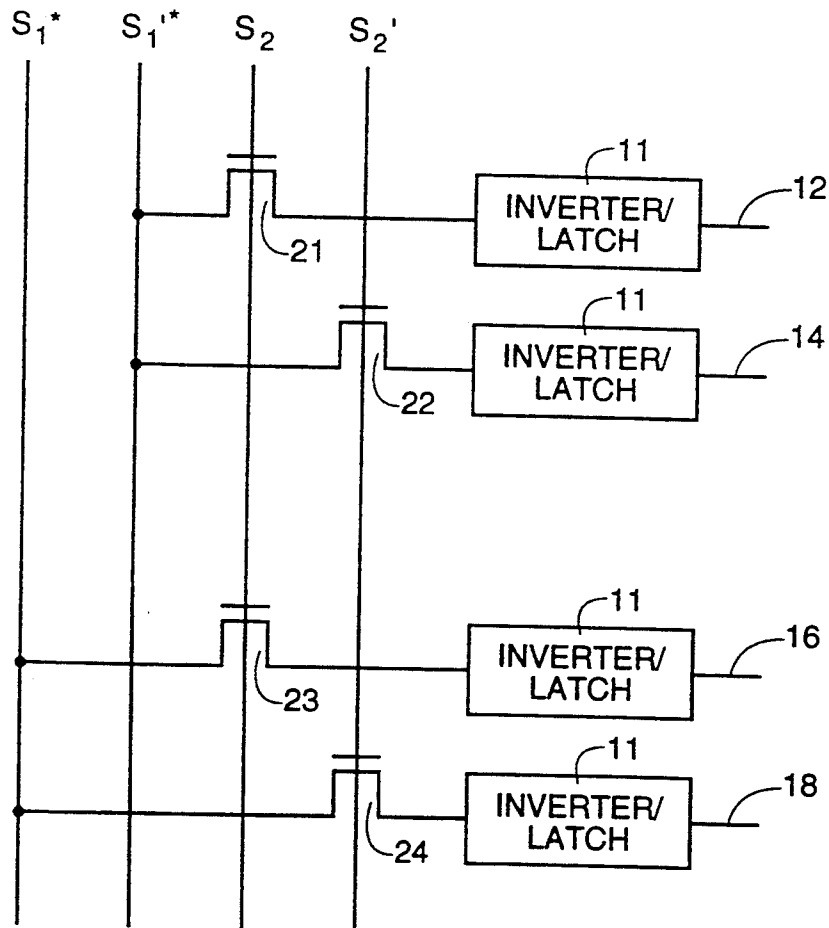 S₁* S₁'* S₂ S₂'
11
12
INVERTER/
LATCH
21
11
14
INVERTER/
LATCH
22
11
16
INVERTER/
LATCH
23
11
18
INVERTER/
LATCH
24